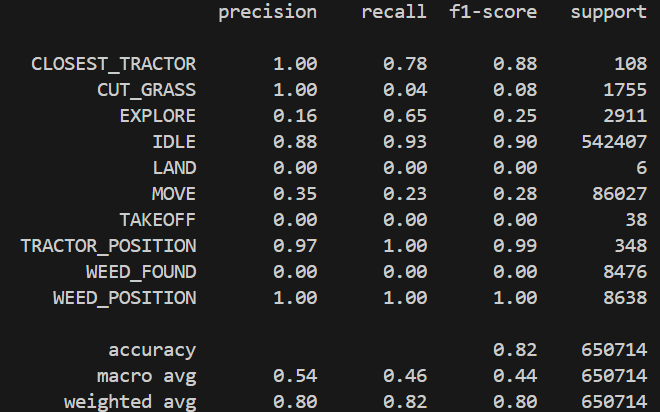 precision recall f1-score support
CLOSEST_TRACTOR 1.00 0.78 0.88 108
CUT_GRASS 1.00 0.04 0.08 1755
EXPLORE 0.16 0.65 0.25 2911
IDLE 0.88 0.93 0.90 542407
LAND 0.00 0.00 0.00 6
MOVE 0.35 0.23 0.28 86027
TAKEOFF 0.00 0.00 0.00 38
TRACTOR_POSITION 0.97 1.00 0.99 348
WEED_FOUND 0.00 0.00 0.00 8476
WEED_POSITION 1.00 1.00 1.00 8638
accuracy 0.82 650714
macro avg 0.54 0.46 0.44 650714
weighted avg 0.80 0.82 0.80 650714